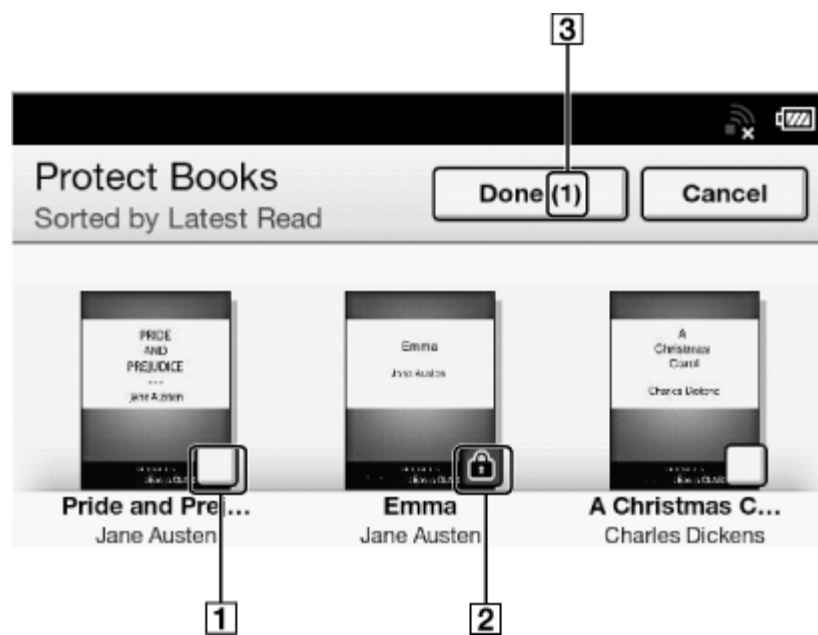 3
Protect Books
Done (1)
Cancel
Sorted by Latest Read
PRIDE
AND
PREJUDICE
Jane Austen
Emma
Jane Austen
A
Christmas
Carol
Charles Dickens
Pride and Prej...
Emma
A Christmas C...
Jane Austen
Jane Austen
Charles Dickens
1
2